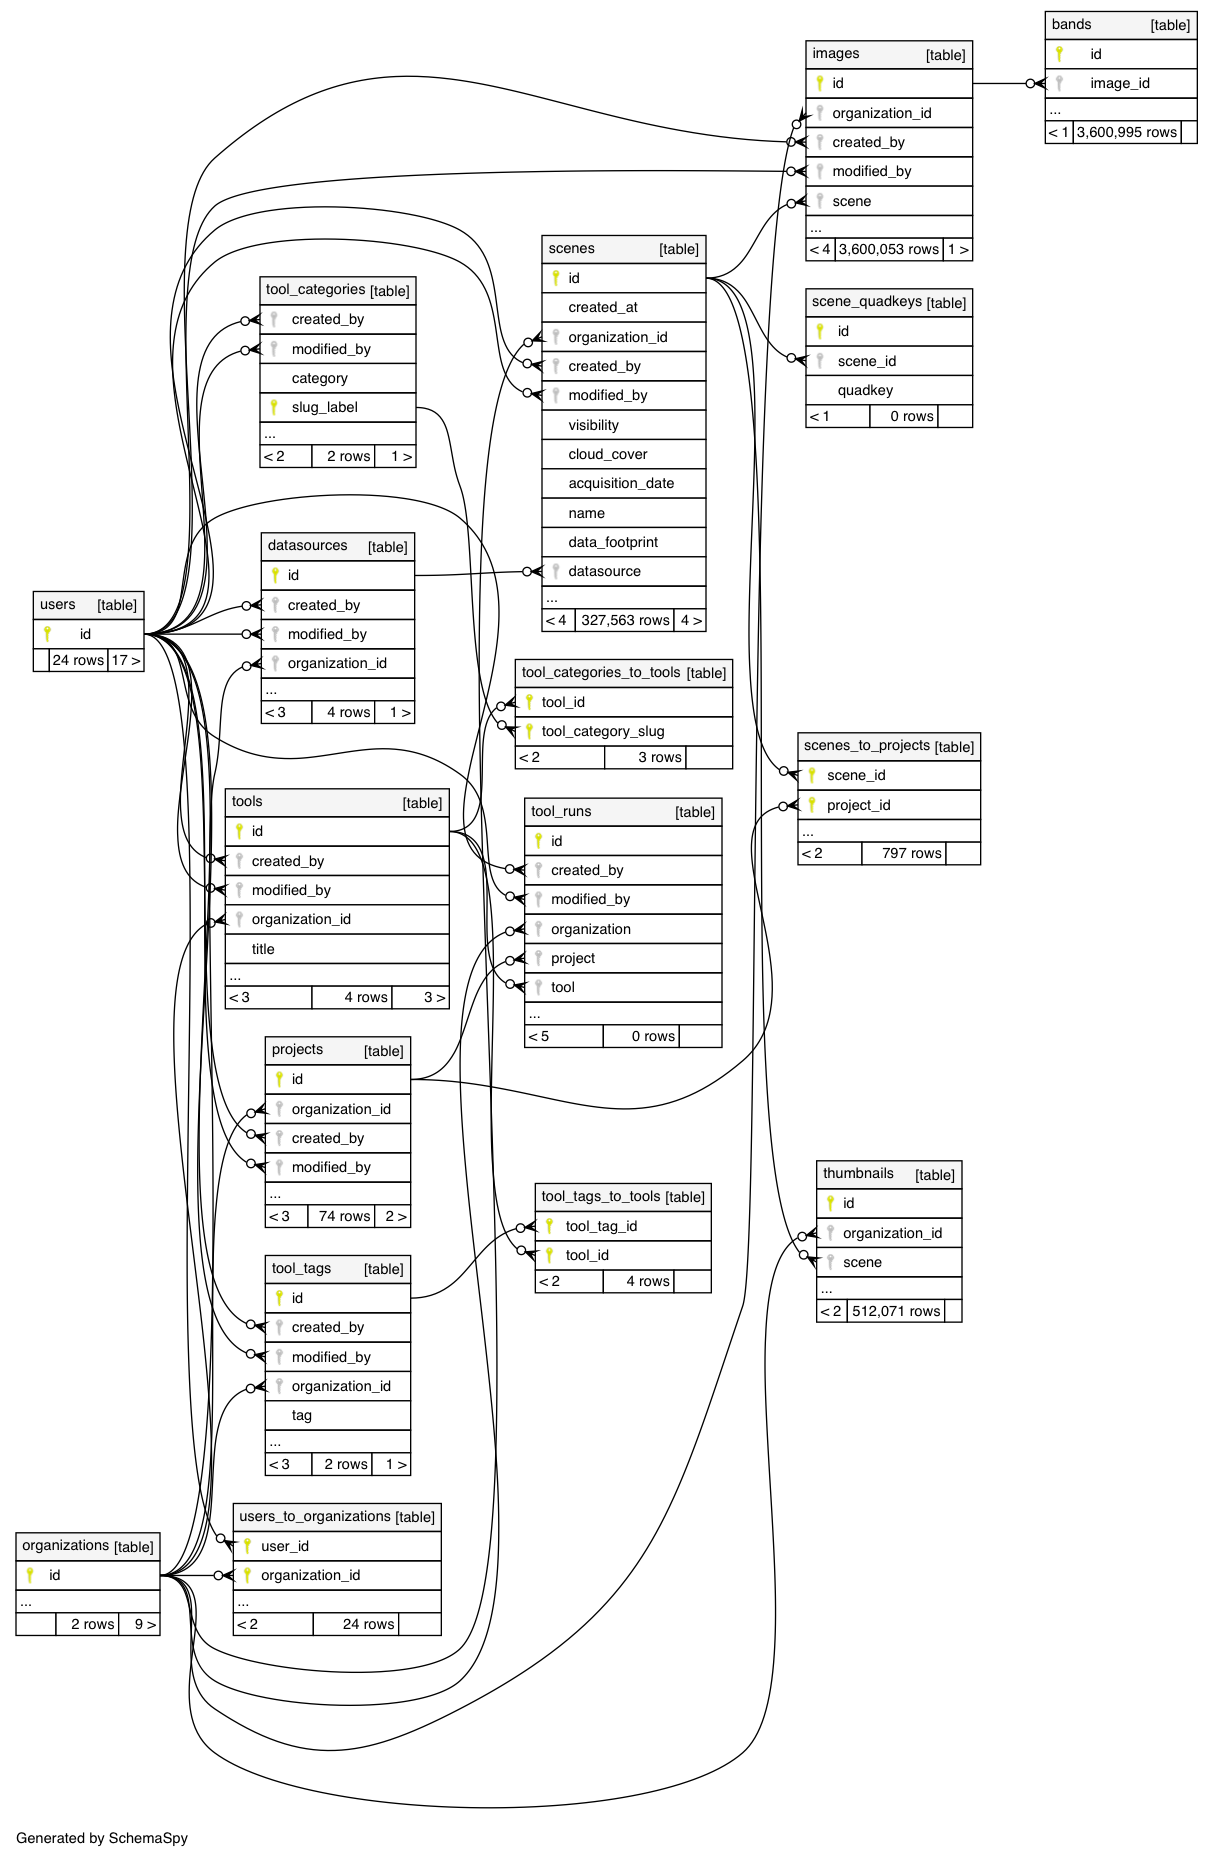 bands [table]
id
image_id
...
< 1 3,600,995 rows
images [table]
id
organization_id
created_by
modified_by
scene
...
< 4 3,600,053 rows 1 >
scenes [table]
id
created_at
organization_id
created_by
modified_by
visibility
cloud_cover
acquisition_date
name
data_footprint
datasource
...
< 4 327,563 rows 4 >
tool_categories [table]
created_by
modified_by
category
slug_label
...
< 2 2 rows 1 >
scene_quadkeys [table]
id
scene_id
quadkey
< 1 0 rows
datasources [table]
id
created_by
modified_by
organization_id
...
< 3 4 rows 1 >
users [table]
id
24 rows 17 >
tool_categories_to_tools [table]
tool_id
tool_category_slug
< 2 3 rows
scenes_to_projects [table]
scene_id
project_id
...
< 2 797 rows
tools [table]
id
created_by
modified_by
organization_id
title
...
< 3 4 rows 3 >
tool_runs [table]
id
created_by
modified_by
organization
project
tool
...
< 5 0 rows
projects [table]
id
organization_id
created_by
modified_by
...
< 3 74 rows 2 >
thumbnails [table]
id
organization_id
scene
...
< 2 512,071 rows
tool_tags_to_tools [table]
tool_tag_id
tool_id
< 2 4 rows
tool_tags [table]
id
created_by
modified_by
organization_id
tag
...
< 3 2 rows 1 >
users_to_organizations [table]
user_id
organization_id
...
< 2 24 rows
organizations [table]
id
...
2 rows 9 >
Generated by SchemaSpy